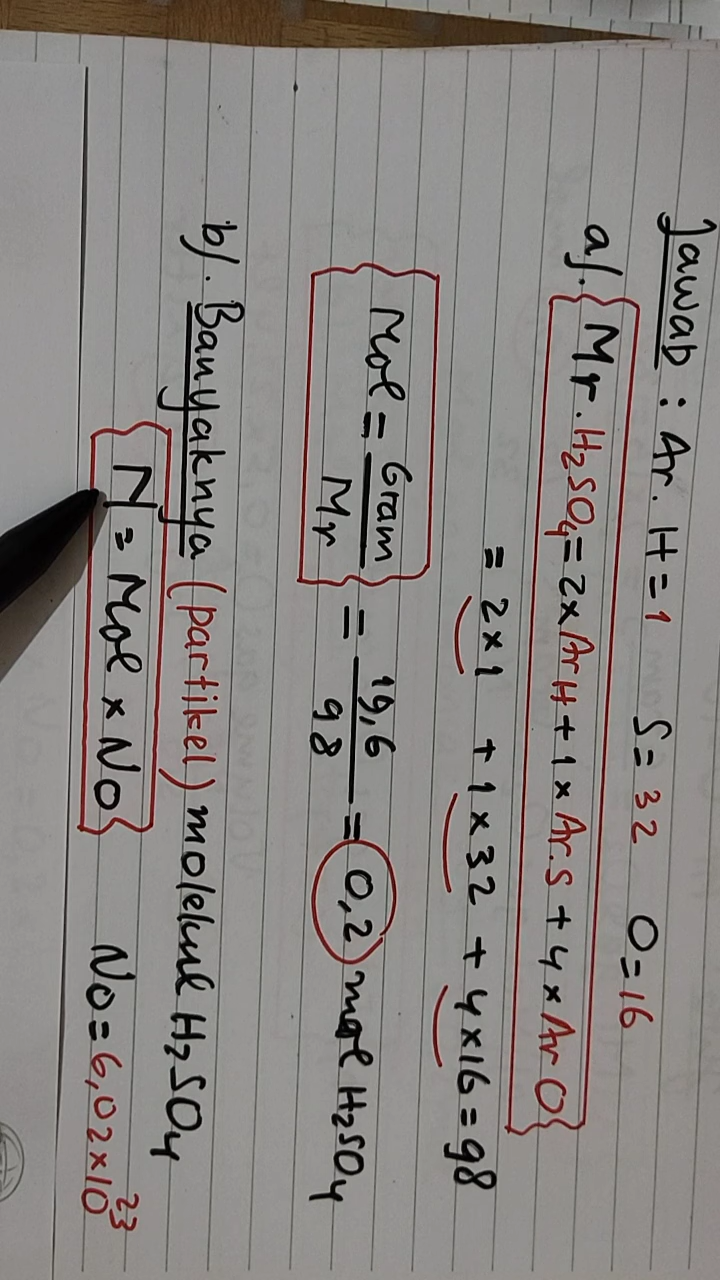 Jawab : Ar. H = 1 S = 32 O = 16
a/. Mr. H₂SO₄ = 2 x Ar H + 1 x Ar.S + 4 x Ar O
= 2 x 1 + 1 x 32 + 4 x 16 = 98
Mol = Gram / Mr = 19,6 / 98 = 0,2 mol H₂SO₄
b/. Banyaknya (partikel) molekul H₂SO₄
N = Mol x No No = 6,02 x 10²³